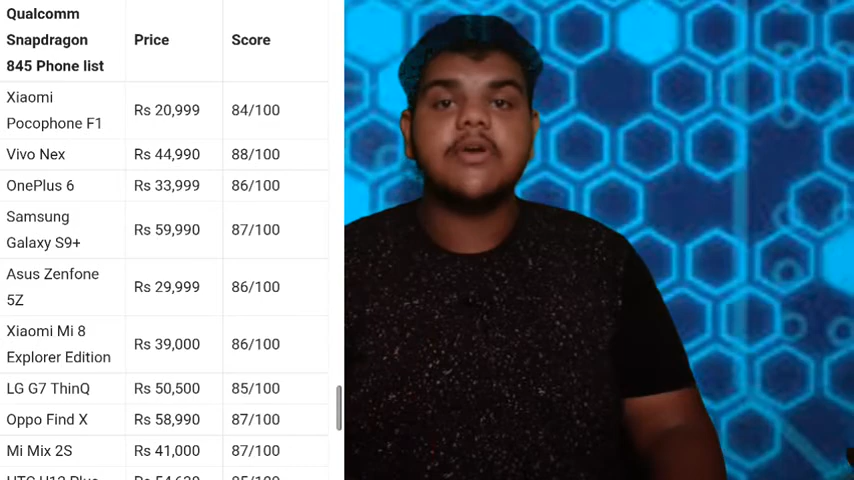 Qualcomm
Snapdragon
845 Phone list
Price
Score
Xiaomi
Pocophone F1
Rs 20,999
84/100
Vivo Nex
Rs 44,990
88/100
OnePlus 6
Rs 33,999
86/100
Samsung
Galaxy S9+
Rs 59,990
87/100
Asus Zenfone
5Z
Rs 29,999
86/100
Xiaomi Mi 8
Explorer Edition
Rs 39,000
86/100
LG G7 ThinQ
Rs 50,500
85/100
Oppo Find X
Rs 58,990
87/100
Mi Mix 2S
Rs 41,000
87/100